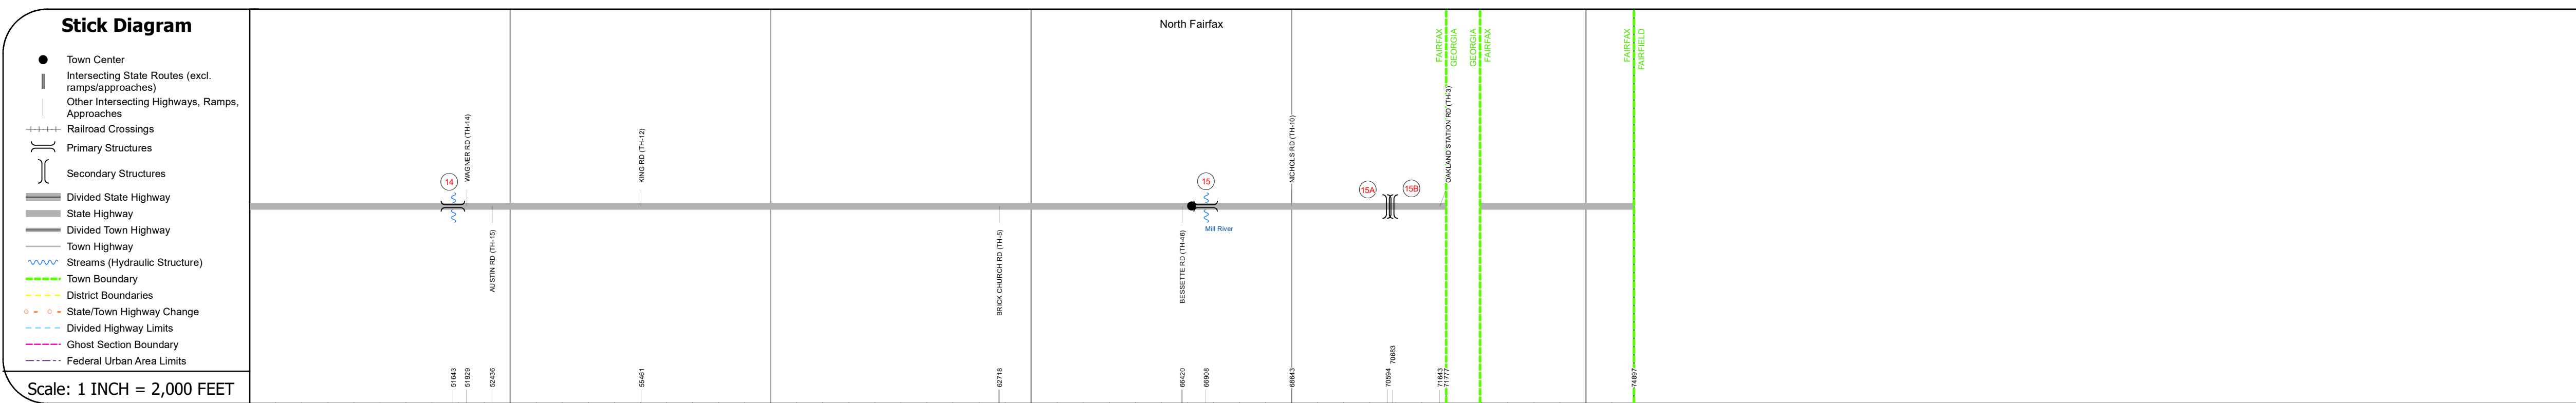 Stick Diagram
Town Center
Intersecting State Routes (excl.
ramps/approaches)
Other Intersecting Highways, Ramps,
Approaches
Railroad Crossings
Primary Structures
Secondary Structures
Divided State Highway
State Highway
Divided Town Highway
Town Highway
Streams (Hydraulic Structure)
Town Boundary
District Boundaries
State/Town Highway Change
Divided Highway Limits
Ghost Section Boundary
Federal Urban Area Limits
Scale: 1 INCH = 2,000 FEET
North Fairfax
14
WAGNER RD (TH-14)
AUSTIN RD (TH-15)
KING RD (TH-12)
BRICK CHURCH RD (TH-5)
BESSETTE RD (TH-46)
15
Mill River
NICHOLS RD (TH-10)
15A
15B
OAKLAND STATION RD (TH-3)
FAIRFAX
GEORGIA
GEORGIA
FAIRFAX
FAIRFAX
FAIRFIELD
51643
51929
52436
55461
62718
66420
66908
68643
70594
70683
71643
71777
74897